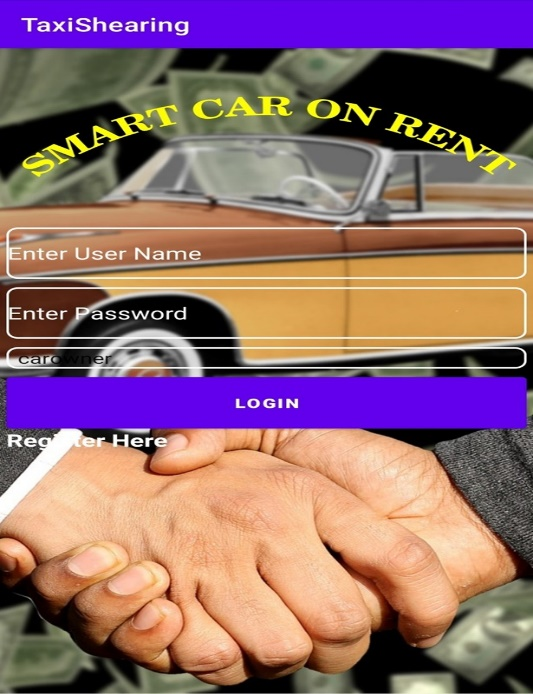 TaxiShearing
SMART CAR ON RENT
Enter User Name
Enter Password
carowner
LOGIN
Register Here